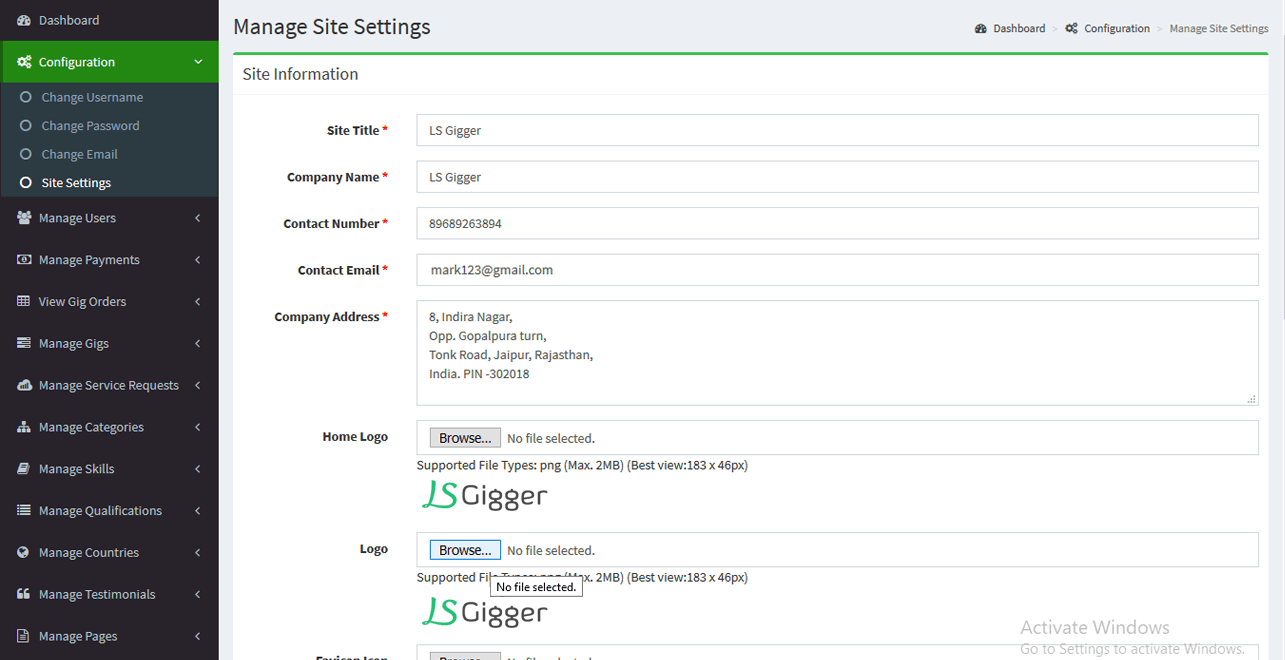 Dashboard
Configuration
Change Username
Change Password
Change Email
Site Settings
Manage Users
Manage Payments
View Gig Orders
Manage Gigs
Manage Service Requests
Manage Categories
Manage Skills
Manage Qualifications
Manage Countries
Manage Testimonials
Manage Pages
Manage Site Settings
Dashboard > Configuration > Manage Site Settings
Site Information
Site Title * LS Gigger
Company Name * LS Gigger
Contact Number * 89689263894
Contact Email * mark123@gmail.com
Company Address * 8, Indira Nagar,
Opp. Gopalpura turn,
Tonk Road, Jaipur, Rajasthan,
India. PIN -302018
Home Logo Browse... No file selected.
Supported File Types: png (Max. 2MB) (Best view:183 x 46px)
LS Gigger
Logo Browse... No file selected.
Supported File Types: png (Max. 2MB) (Best view:183 x 46px)
No file selected.
LS Gigger
Activate Windows
Go to Settings to activate Windows.
Favicon Icon Browse... No file selected.